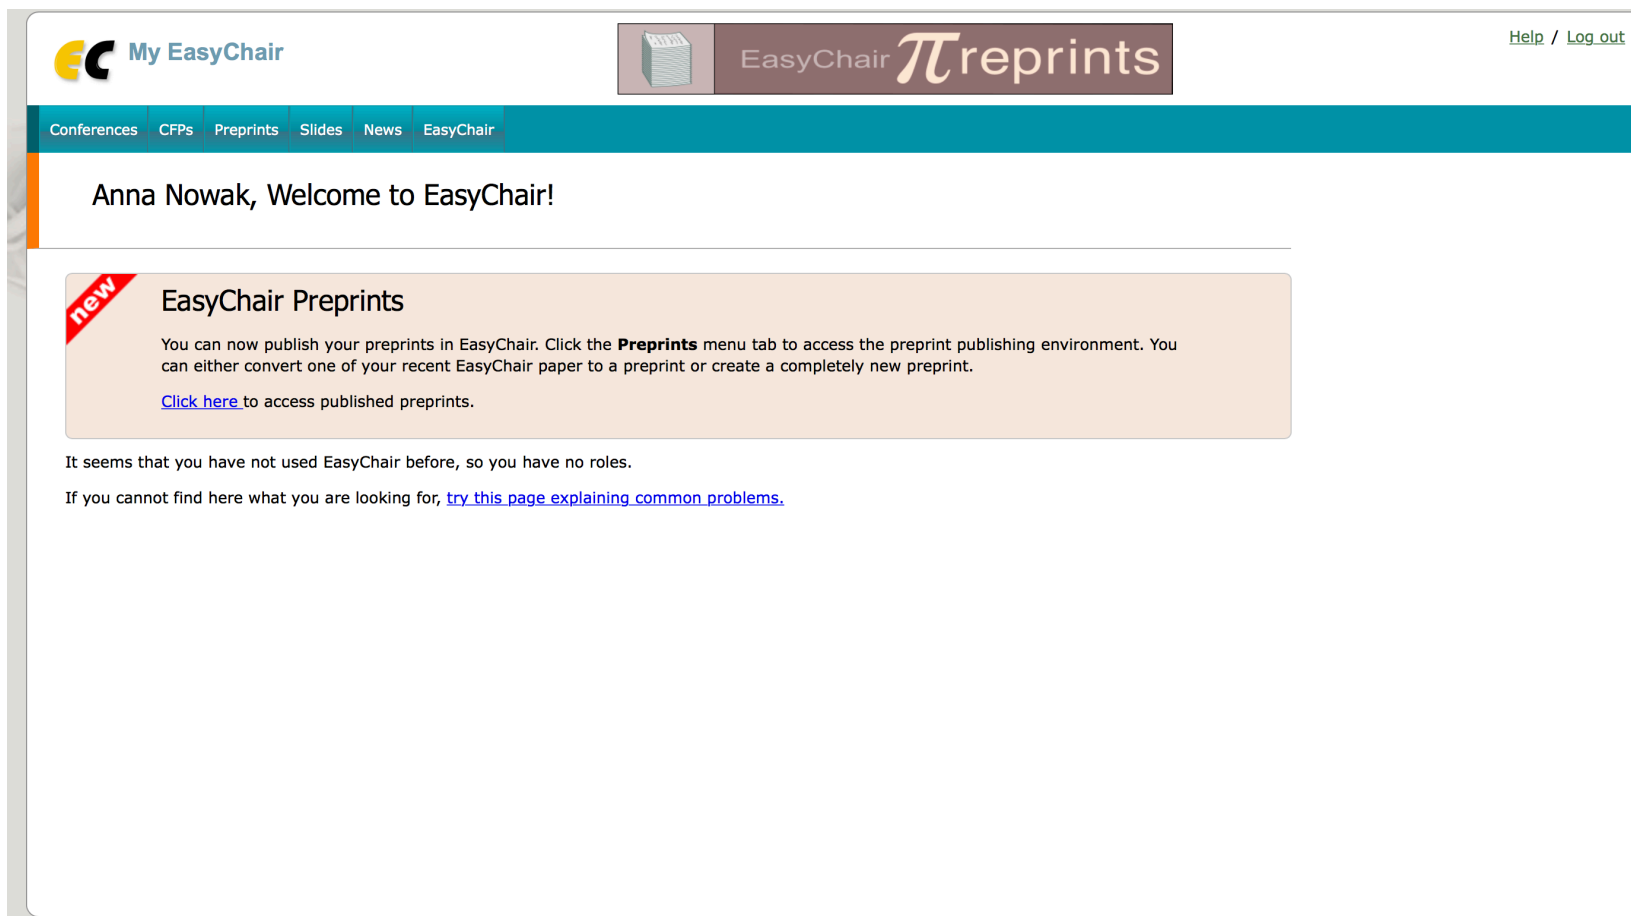 EC My EasyChair
EasyChair πreprints
Help / Log out
Conferences CFPs Preprints Slides News EasyChair
Anna Nowak, Welcome to EasyChair!
new
EasyChair Preprints
You can now publish your preprints in EasyChair. Click the Preprints menu tab to access the preprint publishing environment. You
can either convert one of your recent EasyChair paper to a preprint or create a completely new preprint.
Click here to access published preprints.
It seems that you have not used EasyChair before, so you have no roles.
If you cannot find here what you are looking for, try this page explaining common problems.